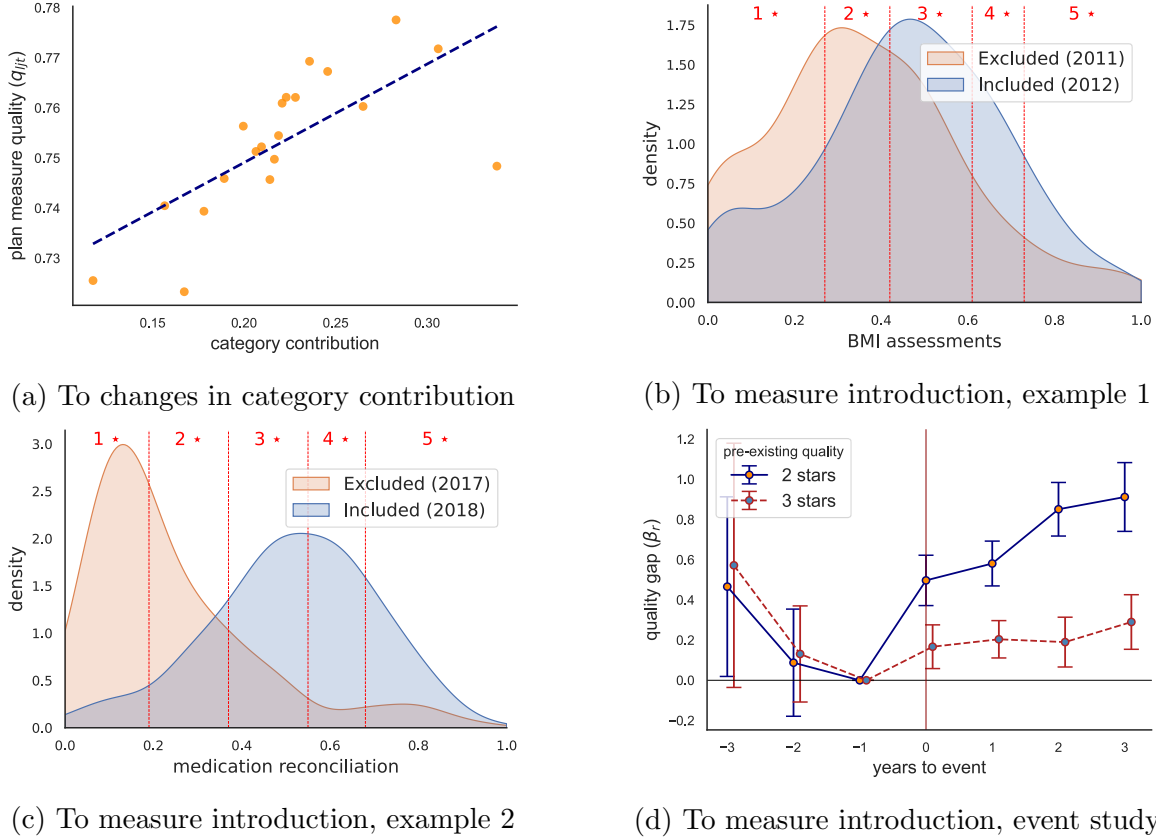 0.78
0.77
0.76
0.75
0.74
0.73
plan measure quality (q_ljt)
0.15 0.20 0.25 0.30
category contribution
(a) To changes in category contribution
1 ★ 2 ★ 3 ★ 4 ★ 5 ★
Excluded (2011)
Included (2012)
1.75
1.50
1.25
1.00
0.75
0.50
0.25
0.00
density
0.0 0.2 0.4 0.6 0.8 1.0
BMI assessments
(b) To measure introduction, example 1
1 ★ 2 ★ 3 ★ 4 ★ 5 ★
Excluded (2017)
Included (2018)
3.0
2.5
2.0
1.5
1.0
0.5
0.0
density
0.0 0.2 0.4 0.6 0.8 1.0
medication reconciliation
(c) To measure introduction, example 2
pre-existing quality
2 stars
3 stars
1.2
1.0
0.8
0.6
0.4
0.2
0.0
−0.2
quality gap (β_r)
−3 −2 −1 0 1 2 3
years to event
(d) To measure introduction, event study